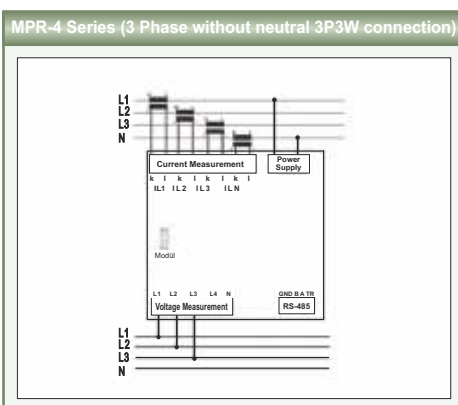 MPR-4 Series (3 Phase without neutral 3P3W connection)
L1
L2
L3
N
Current Measurement
Power
Supply
k l k l k l k l
IL1 IL2 IL3 ILN
Modül
L1 L2 L3 L4 N
GND B A TR
Voltage Measurement
RS-485
L1
L2
L3
N